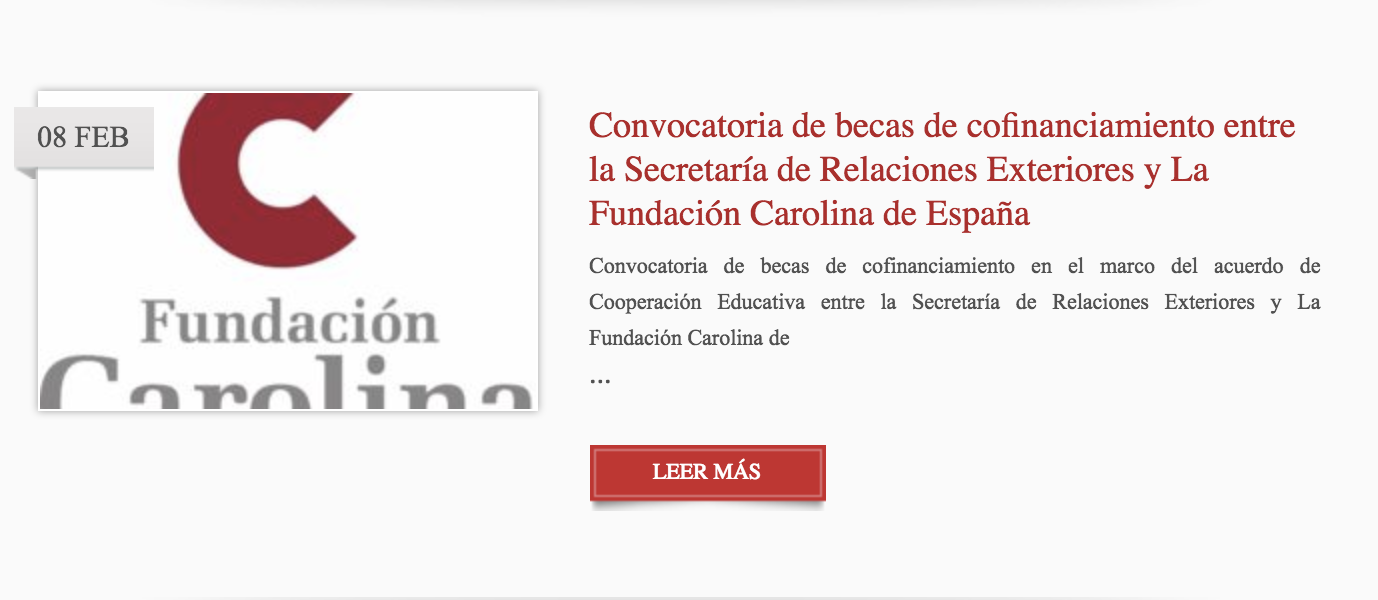 08 FEB
Fundación
Carolina
Convocatoria de becas de cofinanciamiento entre
la Secretaría de Relaciones Exteriores y La
Fundación Carolina de España
Convocatoria de becas de cofinanciamiento en el marco del acuerdo de
Cooperación Educativa entre la Secretaría de Relaciones Exteriores y La
Fundación Carolina de
...
LEER MÁS